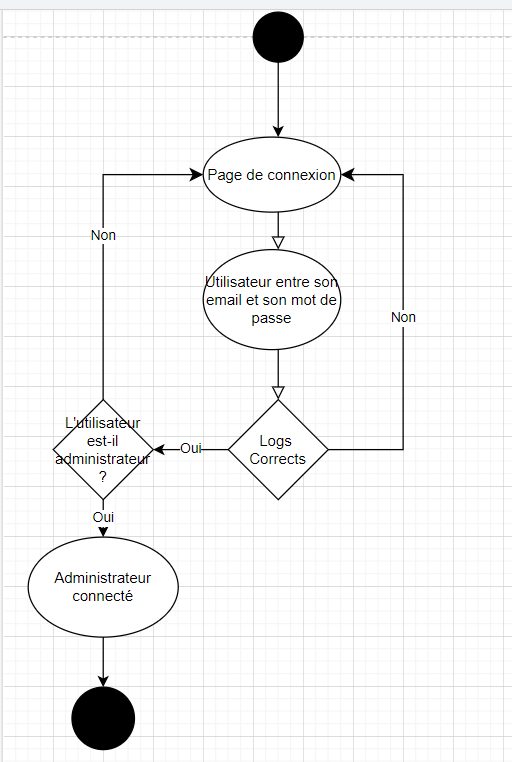 Page de connexion
Non
Utilisateur entre son
email et son mot de
passe
Non
L'utilisateur
est-il
administrateur
?
Oui
Logs
Corrects
Oui
Administrateur
connecté